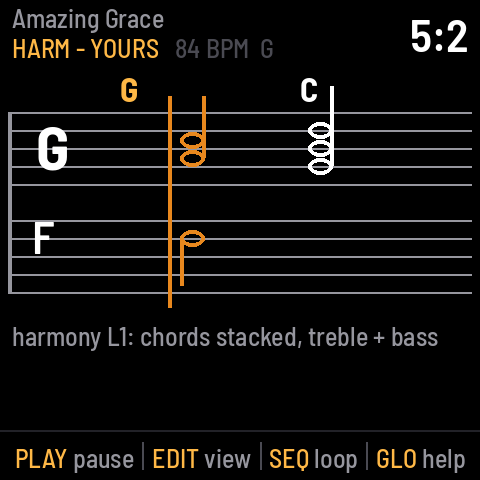 Amazing Grace
HARM - YOURS 84 BPM G
5:2
G C
G
F
harmony L1: chords stacked, treble + bass
PLAY pause EDIT view SEQ loop GLO help